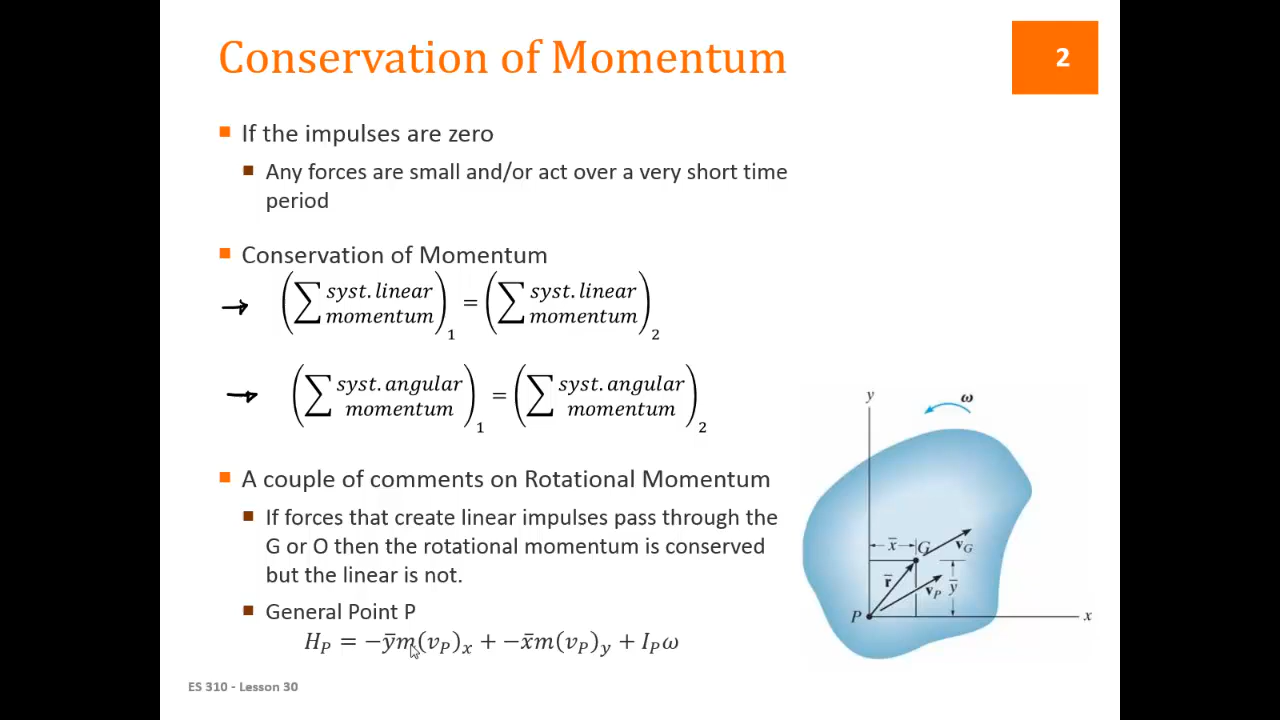 Conservation of Momentum
2
If the impulses are zero
Any forces are small and/or act over a very short time
period
Conservation of Momentum
(∑ syst. linear momentum)₁ = (∑ syst. linear momentum)₂
(∑ syst. angular momentum)₁ = (∑ syst. angular momentum)₂
A couple of comments on Rotational Momentum
If forces that create linear impulses pass through the
G or O then the rotational momentum is conserved
but the linear is not.
General Point P
H_P = −ȳm(v_P)_x + −x̄m(v_P)_y + I_Pω
y
ω
x̄
G
v_G
r̄
v_P
ȳ
P
x
ES 310 - Lesson 30